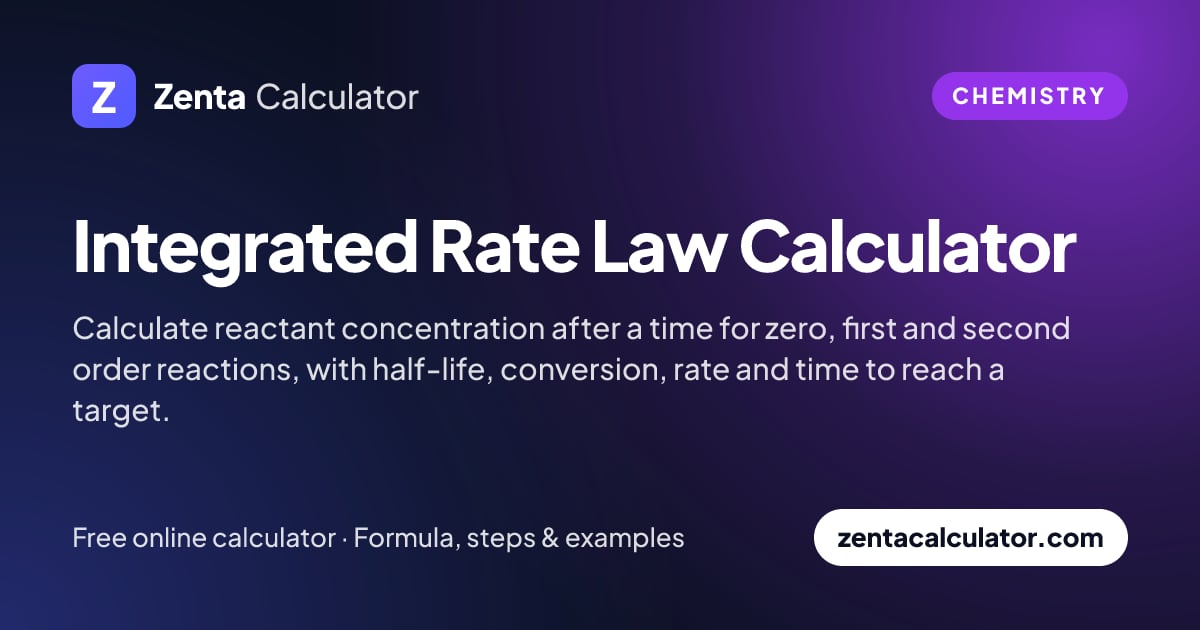 Z
Zenta Calculator
CHEMISTRY
Integrated Rate Law Calculator
Calculate reactant concentration after a time for zero, first and second
order reactions, with half-life, conversion, rate and time to reach a
target.
Free online calculator · Formula, steps & examples
zentacalculator.com